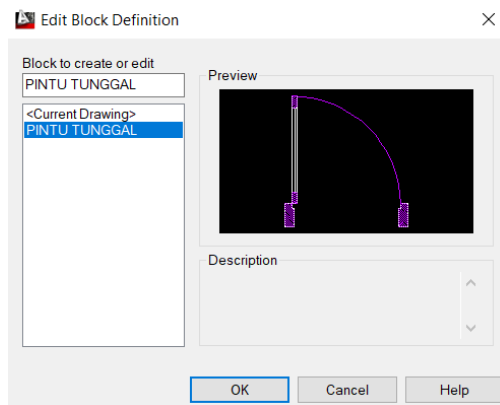 Edit Block Definition
Block to create or edit
PINTU TUNGGAL
<Current Drawing>
PINTU TUNGGAL
Preview
Description
OK
Cancel
Help